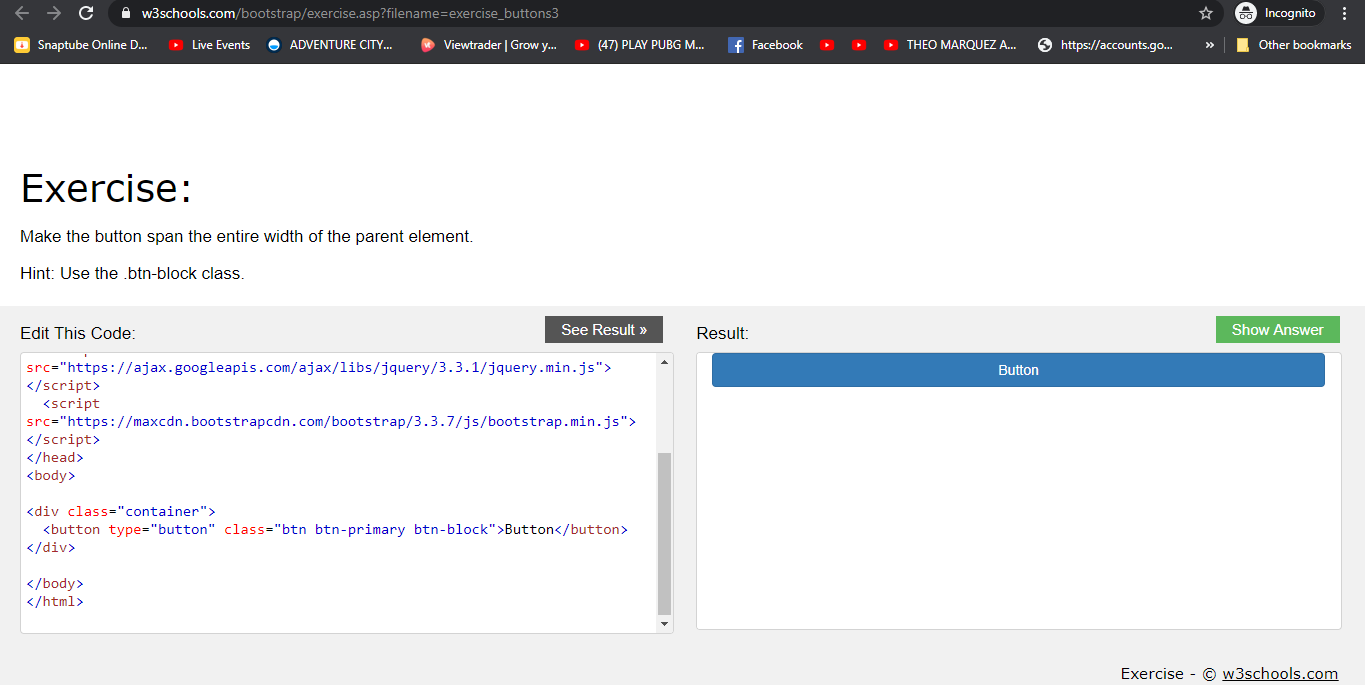 w3schools.com/bootstrap/exercise.asp?filename=exercise_buttons3
Incognito
Snaptube Online D...
Live Events
ADVENTURE CITY...
Viewtrader | Grow y...
(47) PLAY PUBG M...
Facebook
THEO MARQUEZ A...
https://accounts.go...
»
Other bookmarks
Exercise:
Make the button span the entire width of the parent element.
Hint: Use the .btn-block class.
Edit This Code:
See Result »
Result:
Show Answer
src="https://ajax.googleapis.com/ajax/libs/jquery/3.3.1/jquery.min.js">
</script>
<script
src="https://maxcdn.bootstrapcdn.com/bootstrap/3.3.7/js/bootstrap.min.js">
</script>
</head>
<body>
<div class="container">
<button type="button" class="btn btn-primary btn-block">Button</button>
</div>
</body>
</html>
Button
Exercise - © w3schools.com